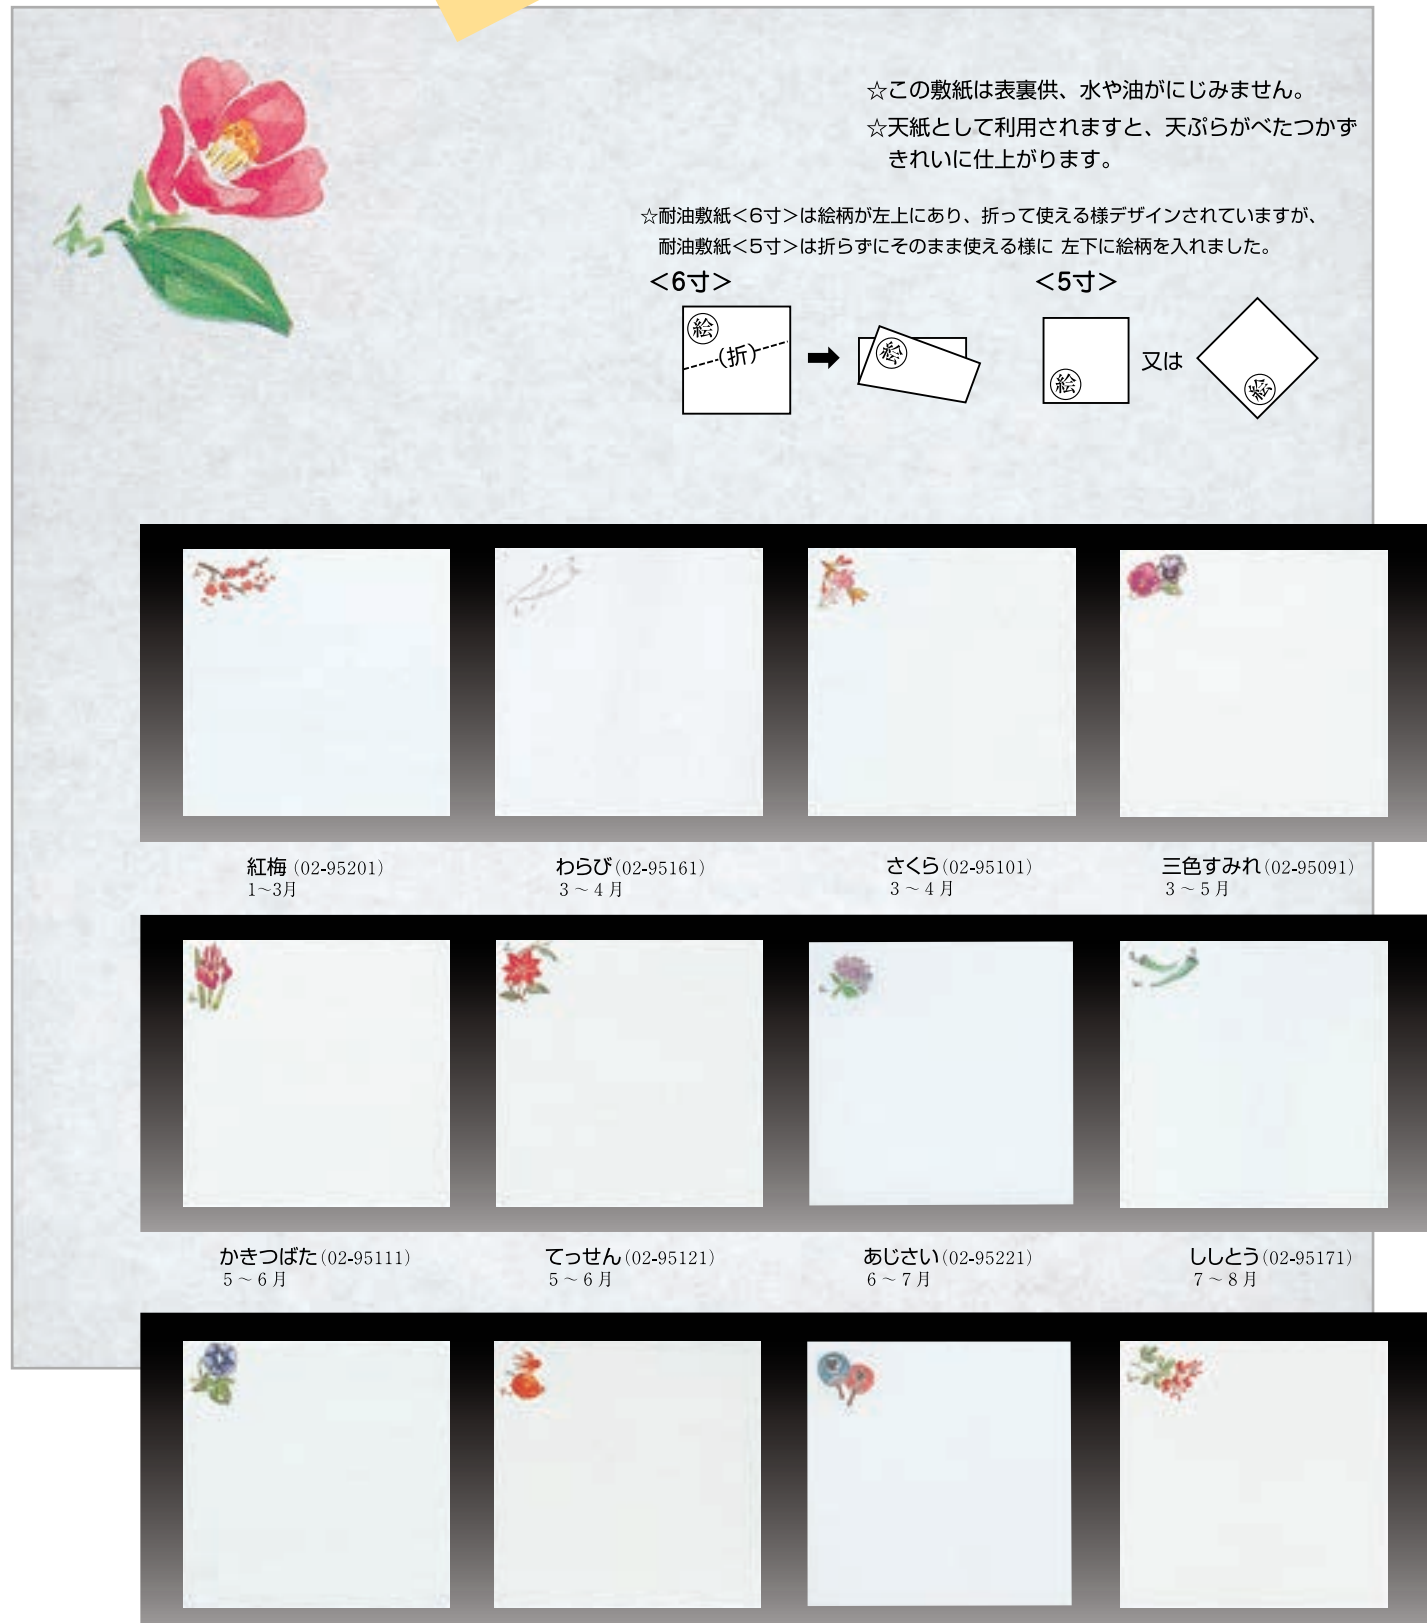 ☆この敷紙は表裏供、水や油がにじみません。
☆天紙として利用されますと、天ぷらがべたつかず
きれいに仕上がります。
☆耐油敷紙<6寸>は絵柄が左上にあり、折って使える様デザインされていますが、
耐油敷紙<5寸>は折らずにそのまま使える様に 左下に絵柄を入れました。
<6寸>
<5寸>
絵
(折)
絵
絵
又は
絵
紅梅 (02-95201)
1~3月
わらび (02-95161)
3～4月
さくら (02-95101)
3～4月
三色すみれ (02-95091)
3～5月
かきつばた (02-95111)
5～6月
てっせん (02-95121)
5～6月
あじさい (02-95221)
6～7月
ししとう (02-95171)
7～8月